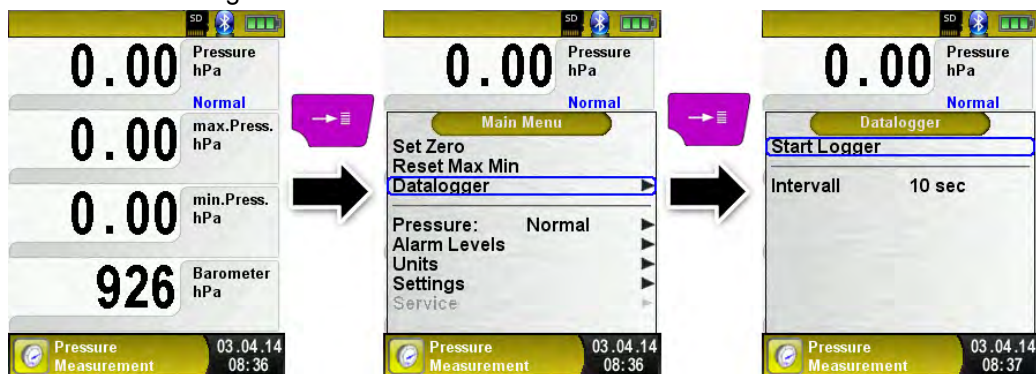 SD
0.00 Pressure
hPa
Normal
0.00 max.Press.
hPa
0.00 min.Press.
hPa
926 Barometer
hPa
Pressure 03.04.14
Measurement 08:36
SD
0.00 Pressure
hPa
Normal
Main Menu
Set Zero
Reset Max Min
Datalogger
Pressure: Normal
Alarm Levels
Units
Settings
Service
Pressure 03.04.14
Measurement 08:36
SD
0.00 Pressure
hPa
Normal
Datalogger
Start Logger
Intervall 10 sec
Pressure 03.04.14
Measurement 08:37